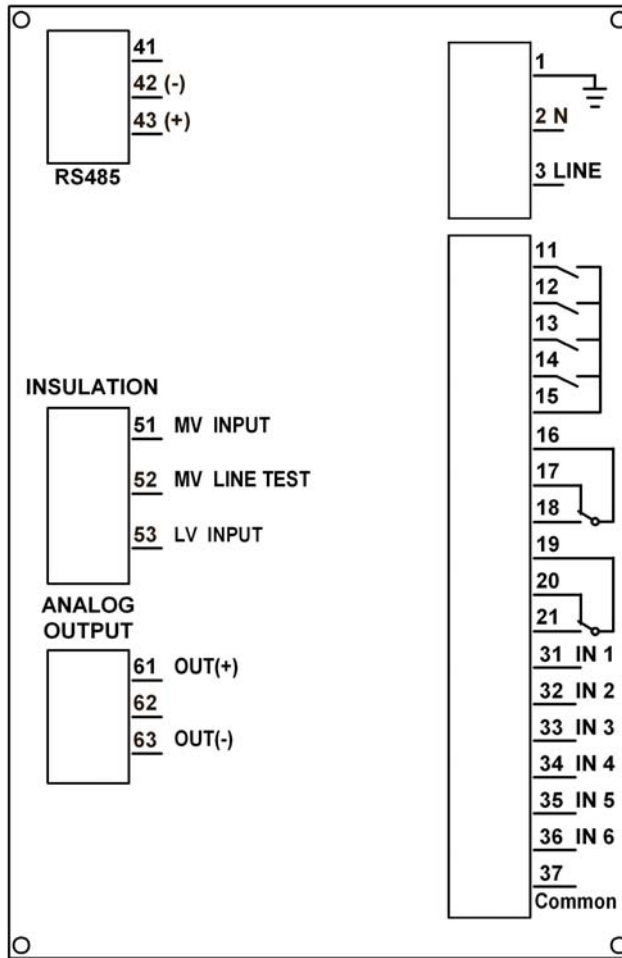 41
42 (-)
43 (+)
RS485
INSULATION
51 MV INPUT
52 MV LINE TEST
53 LV INPUT
ANALOG
OUTPUT
61 OUT(+)
62
63 OUT(-)
1
2 N
3 LINE
11
12
13
14
15
16
17
18
19
20
21
31 IN 1
32 IN 2
33 IN 3
34 IN 4
35 IN 5
36 IN 6
37
Common